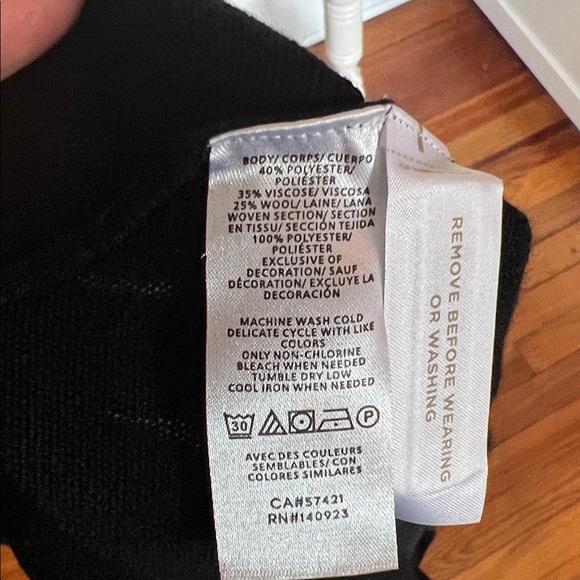 BODY/ CORPS/ CUERPO
40% POLYESTER/
POLIÉSTER
35% VISCOSE/ VISCOSA
25% WOOL/ LAINE/ LANA
WOVEN SECTION/ SECTION
EN TISSU/ SECCIÓN TEJIDA
100% POLYESTER/
POLIÉSTER
EXCLUSIVE OF
DECORATION/ SAUF
DÉCORATION/ EXCLUYE LA
DECORACIÓN
MACHINE WASH COLD
DELICATE CYCLE WITH LIKE
COLORS
ONLY NON-CHLORINE
BLEACH WHEN NEEDED
TUMBLE DRY LOW
COOL IRON WHEN NEEDED
30 P
AVEC DES COULEURS
SEMBLABLES/ CON
COLORES SIMILARES
CA#57421
RN#140923
REMOVE BEFORE WEARING
OR WASHING